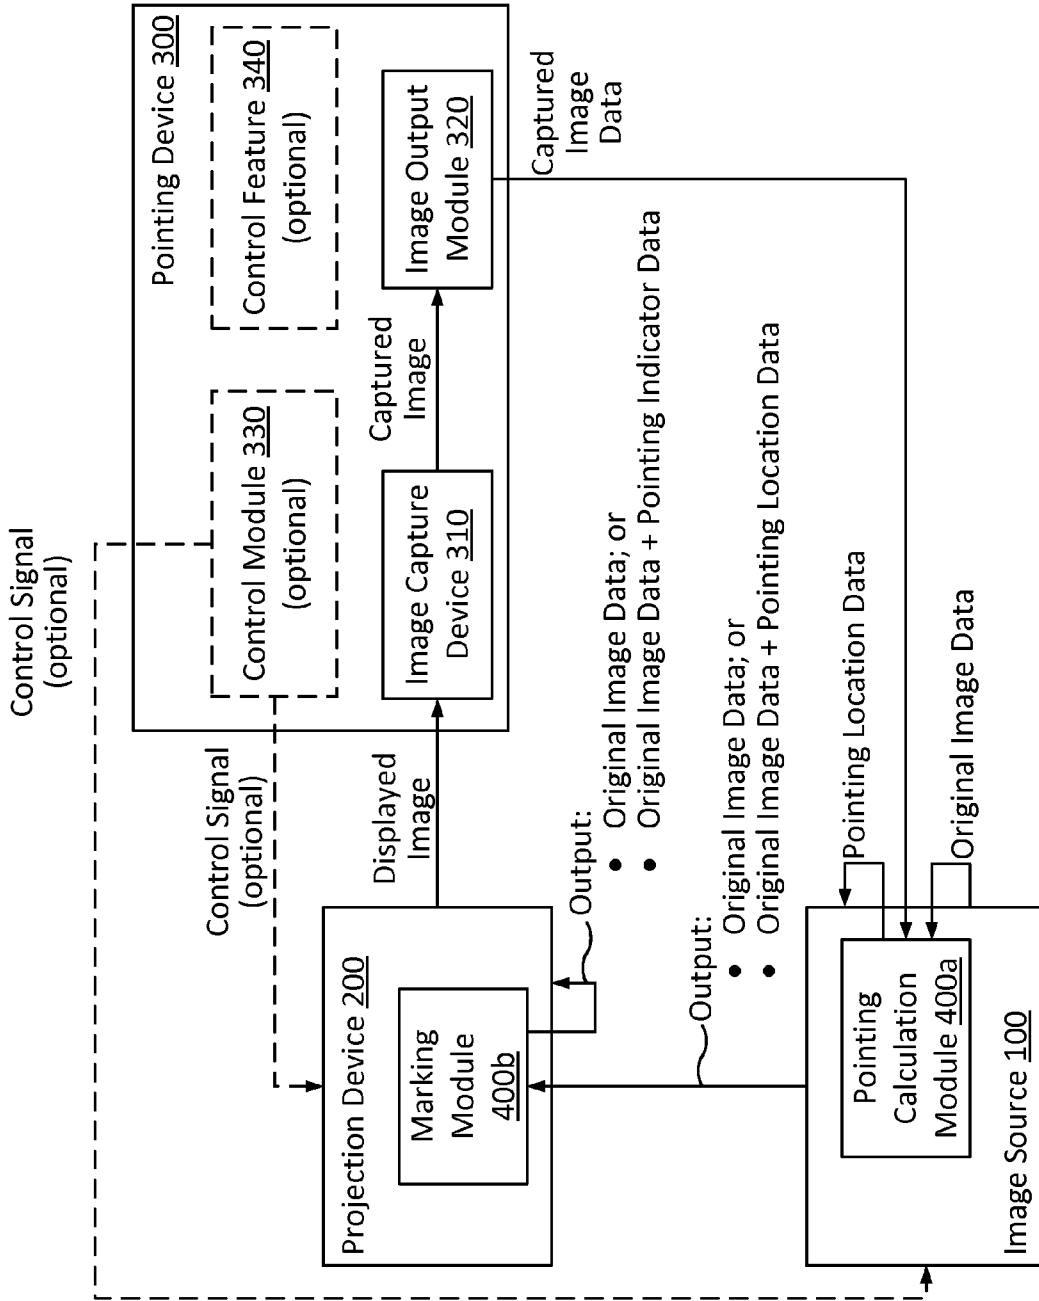 Control Signal
(optional)
Pointing Device 300
Control Module 330
(optional)
Control Feature 340
(optional)
Control Signal
(optional)
Image Capture
Device 310
Captured
Image
Image Output
Module 320
Displayed
Image
Captured
Image
Data
Projection Device 200
Marking
Module
400b
Output:
• Original Image Data; or
• Original Image Data + Pointing Indicator Data
Output:
• Original Image Data; or
• Original Image Data + Pointing Location Data
Pointing Location Data
Pointing
Calculation
Module 400a
Original Image Data
Image Source 100